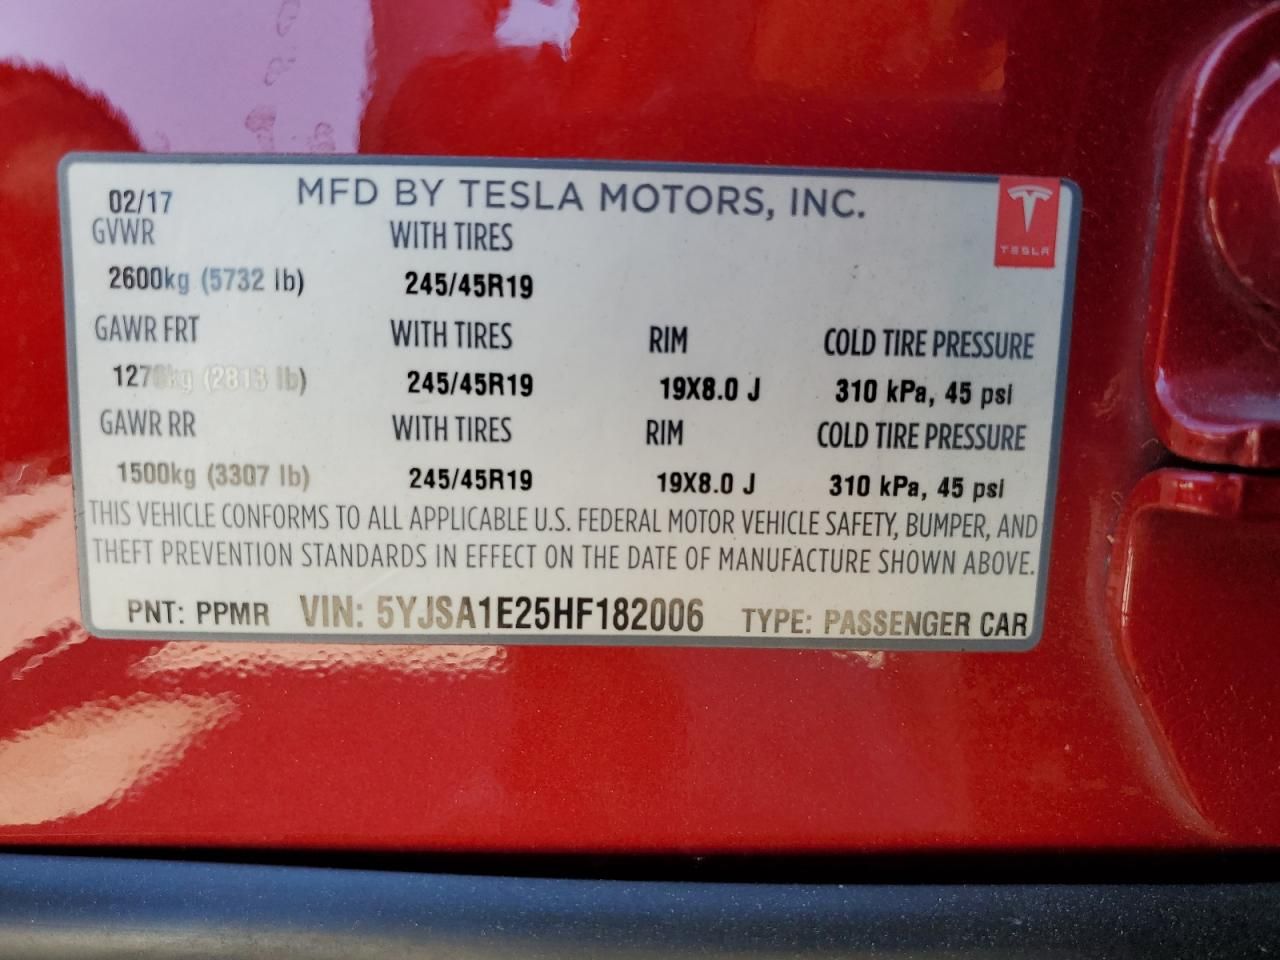 02/17 MFD BY TESLA MOTORS, INC.
TESLA
GVWR WITH TIRES
2600kg (5732 lb) 245/45R19
GAWR FRT WITH TIRES RIM COLD TIRE PRESSURE
1276kg (2813 lb) 245/45R19 19X8.0 J 310 kPa, 45 psi
GAWR RR WITH TIRES RIM COLD TIRE PRESSURE
1500kg (3307 lb) 245/45R19 19X8.0 J 310 kPa, 45 psi
THIS VEHICLE CONFORMS TO ALL APPLICABLE U.S. FEDERAL MOTOR VEHICLE SAFETY, BUMPER, AND
THEFT PREVENTION STANDARDS IN EFFECT ON THE DATE OF MANUFACTURE SHOWN ABOVE.
PNT: PPMR VIN: 5YJSA1E25HF182006 TYPE: PASSENGER CAR